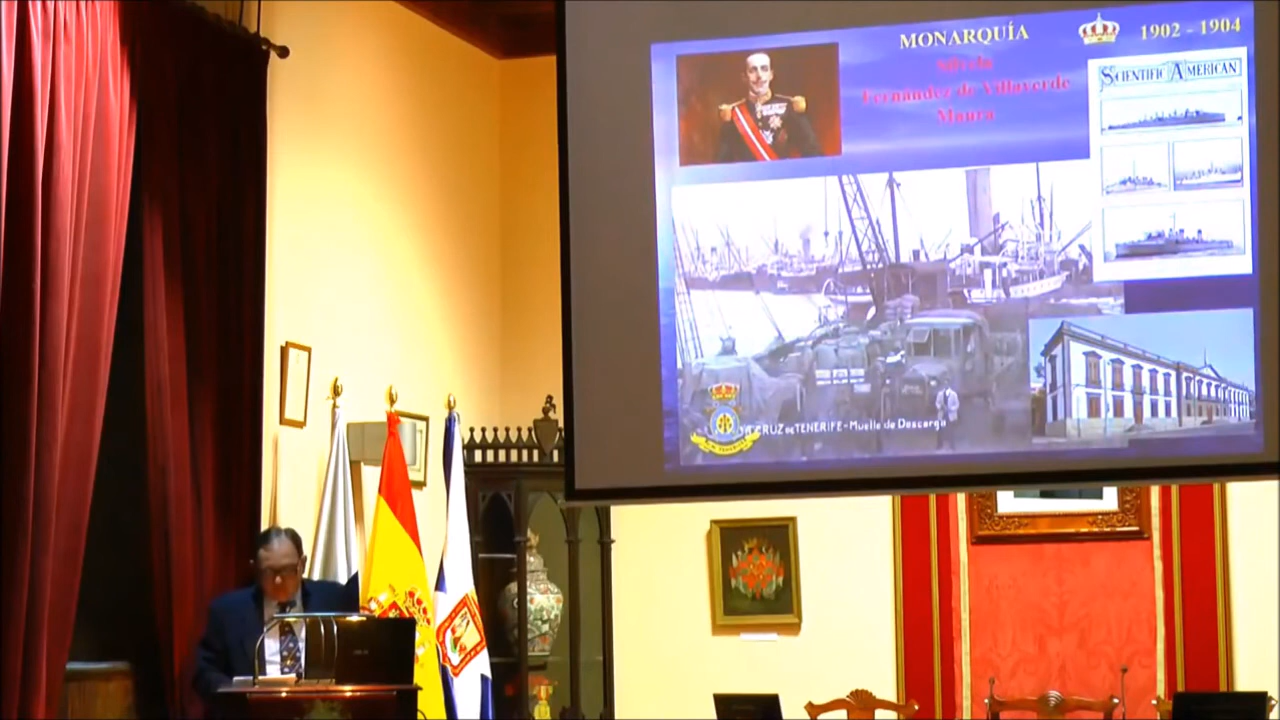 MONARQUÍA
1902 - 1904
Silvela
Fernández de Villaverde
Maura
SCIENTIFIC AMERICAN
CRUZ DE TENERIFE - Muelle de Descarga